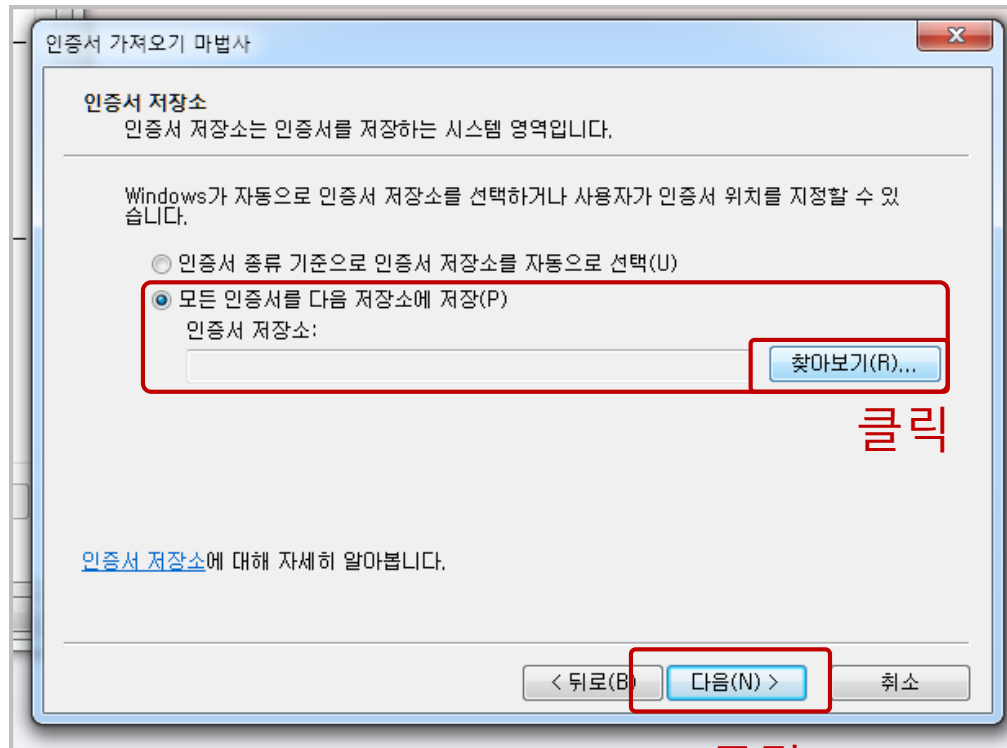 인증서 가져오기 마법사
인증서 저장소
인증서 저장소는 인증서를 저장하는 시스템 영역입니다.
Windows가 자동으로 인증서 저장소를 선택하거나 사용자가 인증서 위치를 지정할 수 있
습니다.
인증서 종류 기준으로 인증서 저장소를 자동으로 선택(U)
모든 인증서를 다음 저장소에 저장(P)
인증서 저장소:
찾아보기(R)...
클릭
인증서 저장소에 대해 자세히 알아봅니다.
< 뒤로(B) 다음(N) > 취소